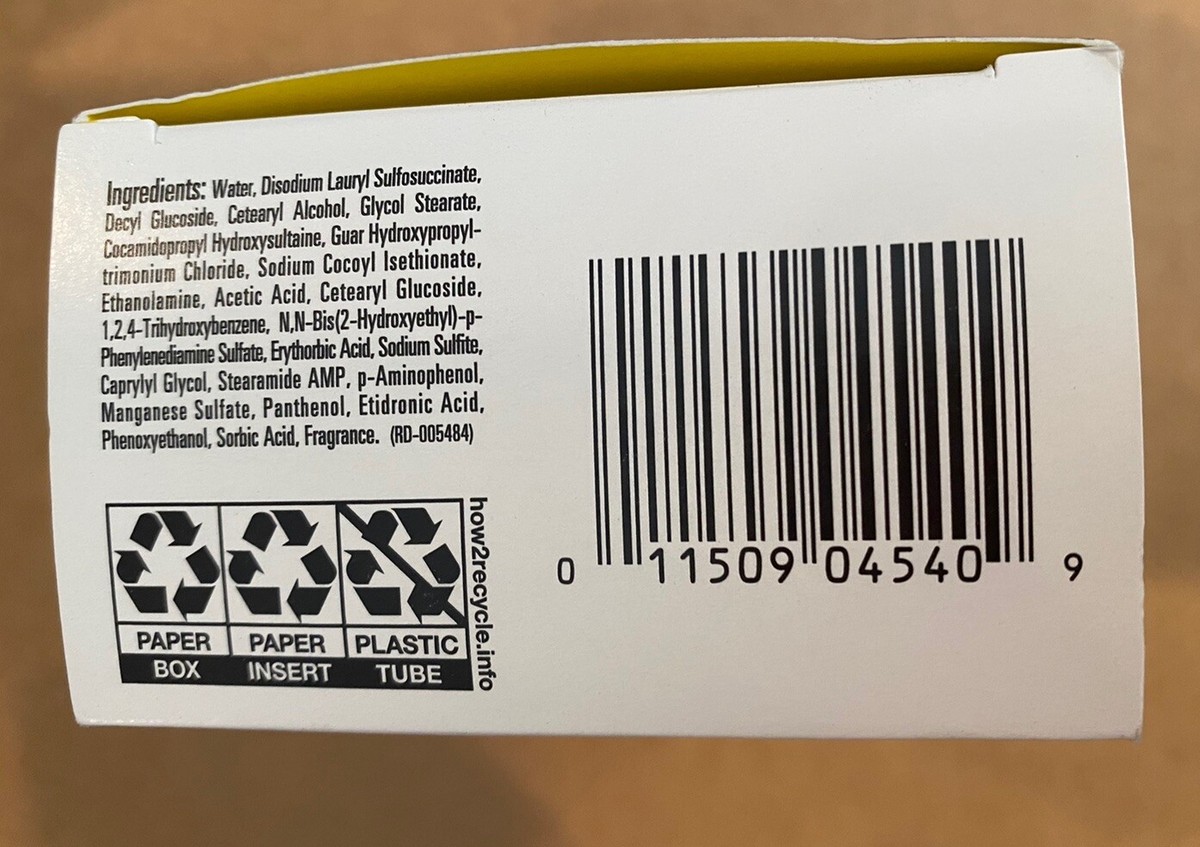 Ingredients: Water, Disodium Lauryl Sulfosuccinate,
Decyl Glucoside, Cetearyl Alcohol, Glycol Stearate,
Cocamidopropyl Hydroxysultaine, Guar Hydroxypropyl-
trimonium Chloride, Sodium Cocoyl Isethionate,
Ethanolamine, Acetic Acid, Cetearyl Glucoside,
1,2,4-Trihydroxybenzene, N,N-Bis(2-Hydroxyethyl)-p-
Phenylenediamine Sulfate, Erythorbic Acid, Sodium Sulfite,
Caprylyl Glycol, Stearamide AMP, p-Aminophenol,
Manganese Sulfate, Panthenol, Etidronic Acid,
Phenoxyethanol, Sorbic Acid, Fragrance. (RD-005484)
PAPER
BOX
PAPER
INSERT
PLASTIC
TUBE
how2recycle.info
0 11509 04540 9